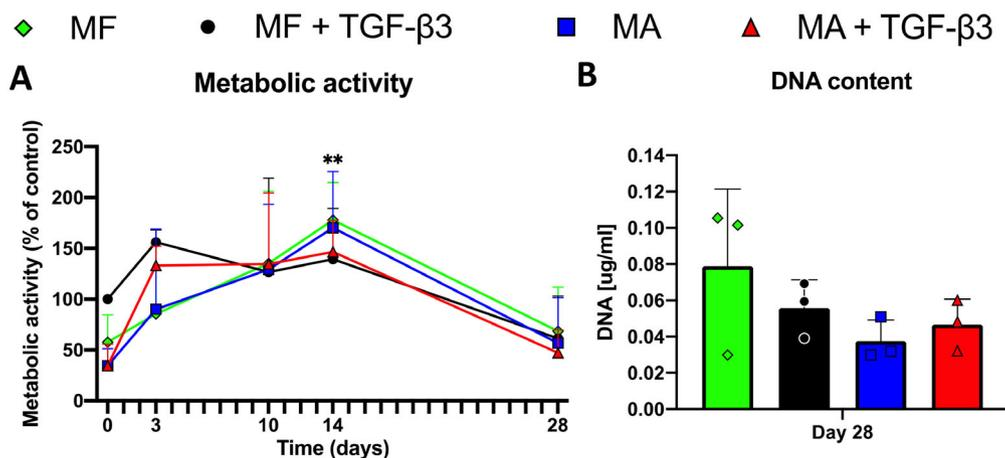 MF MF + TGF-β3 MA MA + TGF-β3
A
Metabolic activity
Metabolic activity (% of control)
250
200
150
100
50
0
**
0 3 10 14 28
Time (days)
B
DNA content
DNA [ug/ml]
0.14
0.12
0.10
0.08
0.06
0.04
0.02
0.00
Day 28